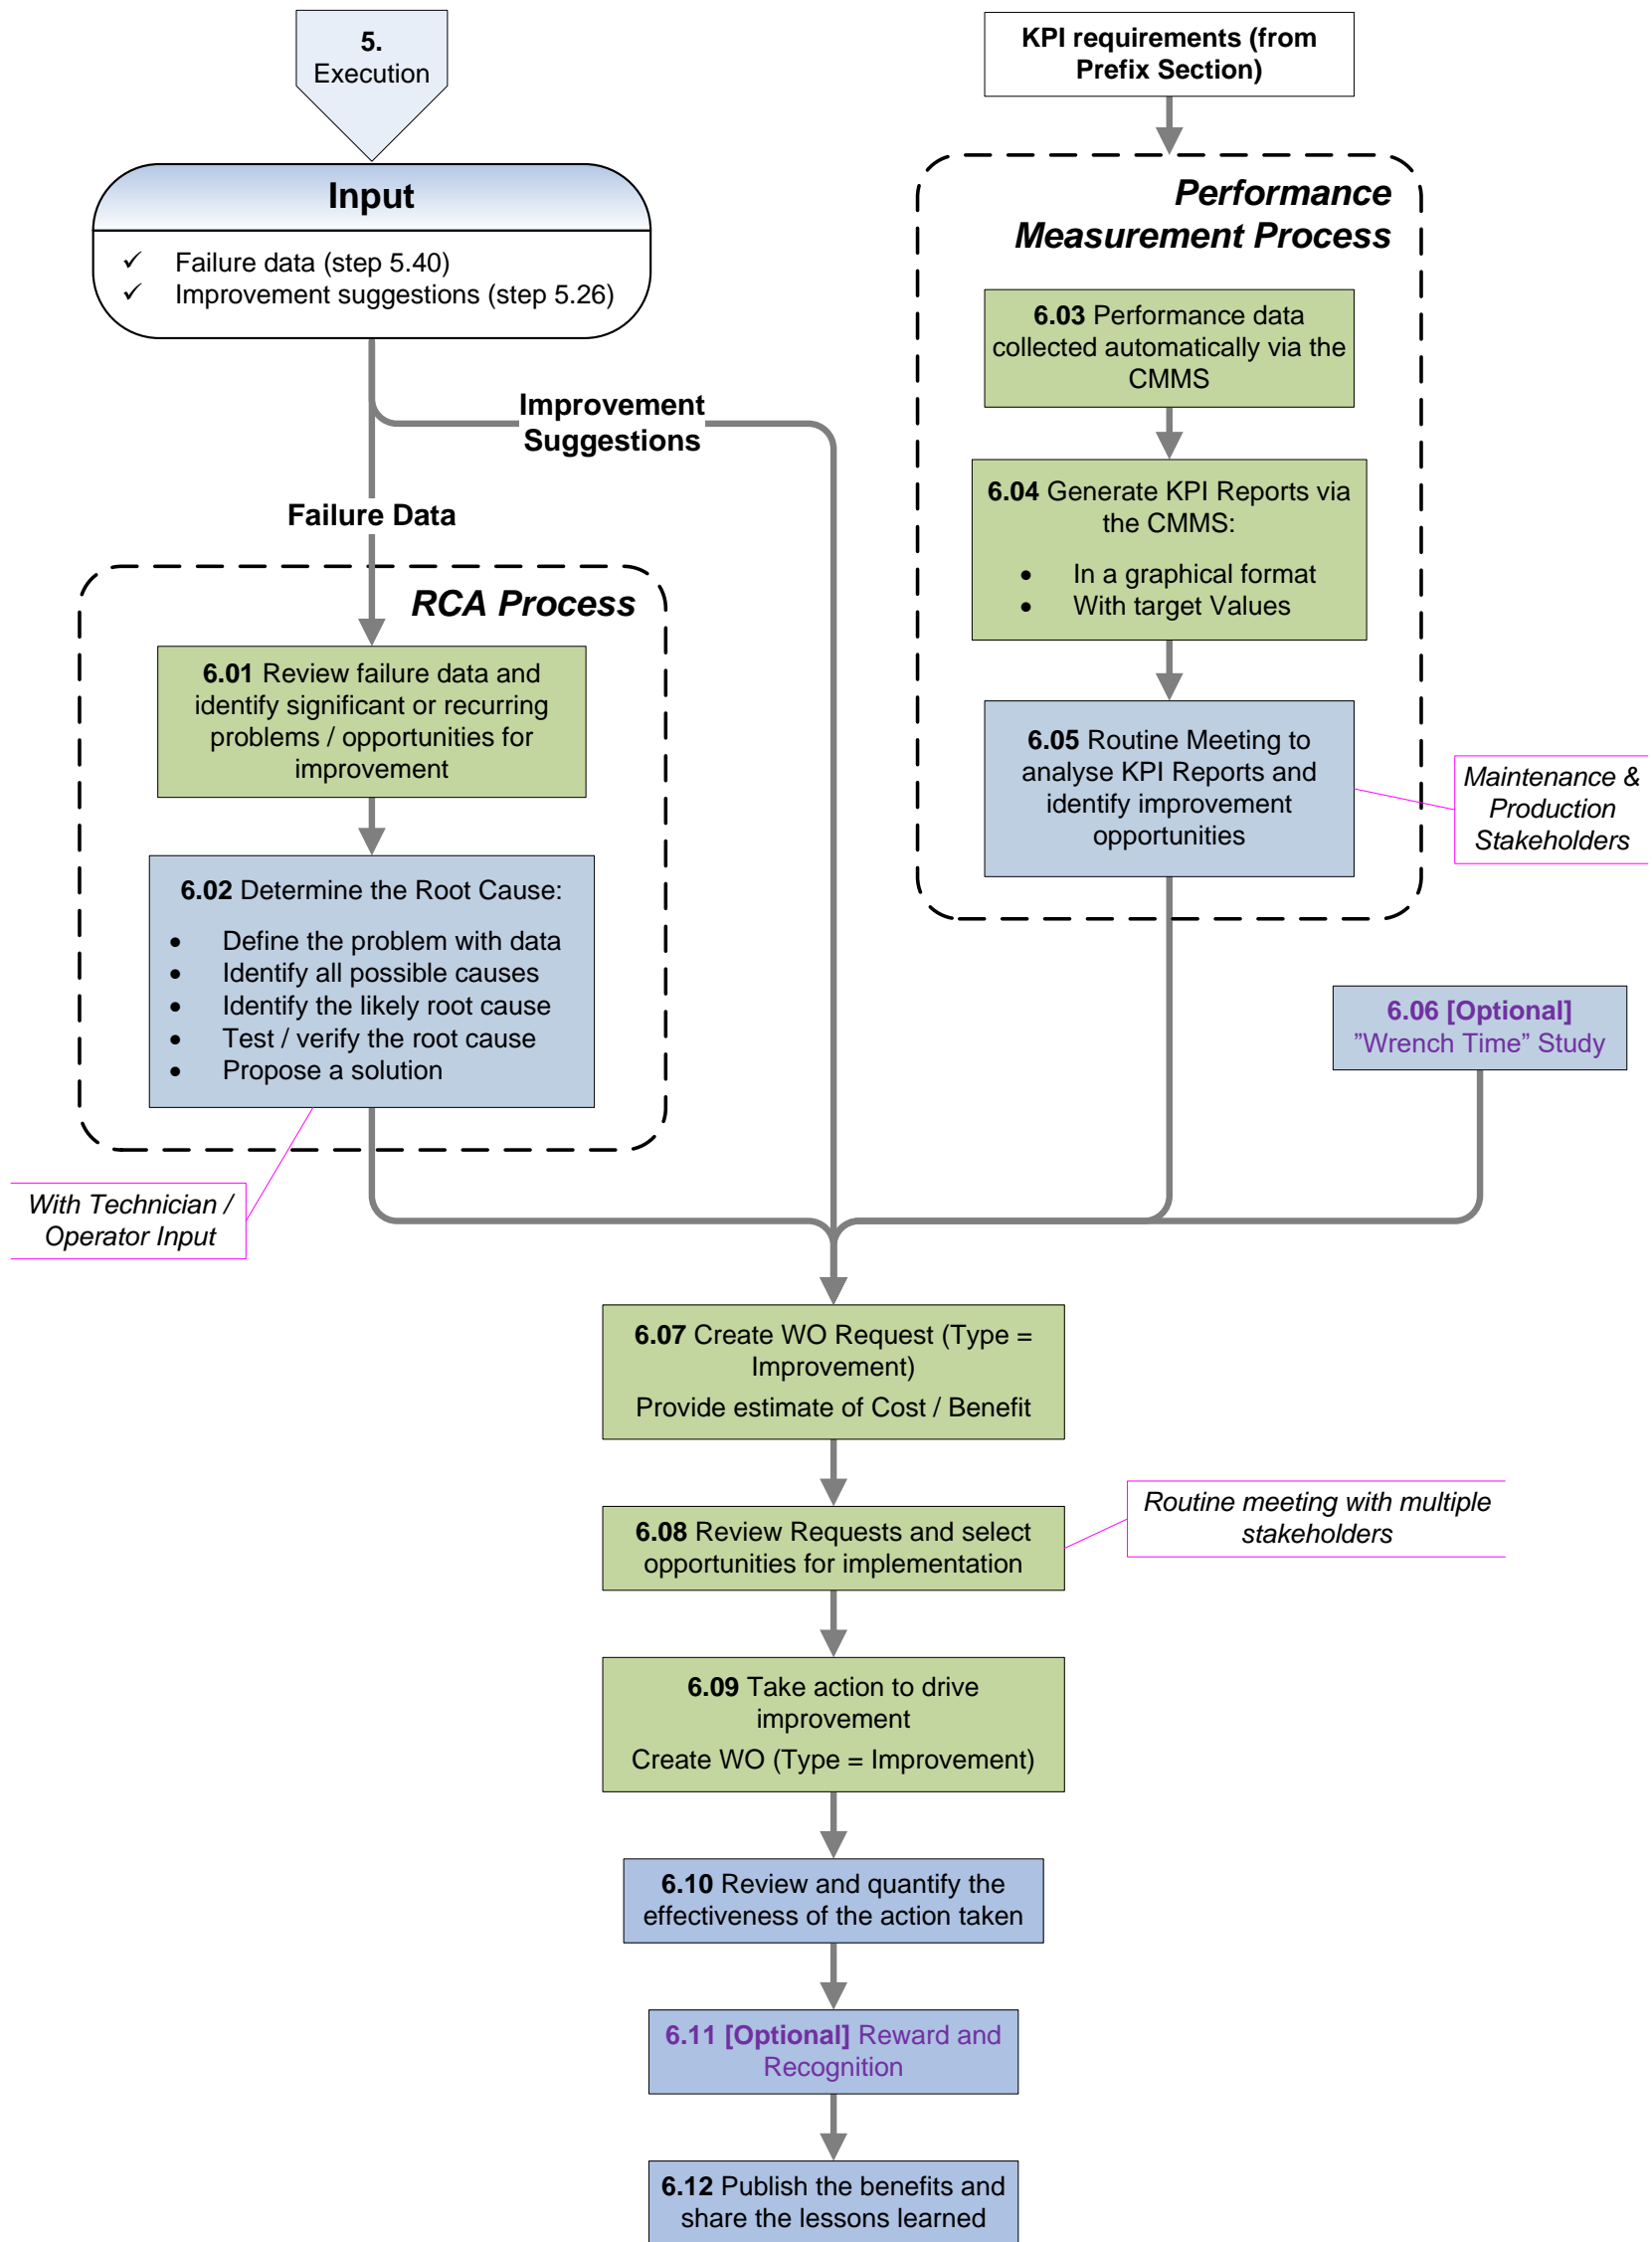 5.
Execution
KPI requirements (from
Prefix Section)
Input
✓ Failure data (step 5.40)
✓ Improvement suggestions (step 5.26)
Performance
Measurement Process
6.03 Performance data
collected automatically via the
CMMS
Improvement
Suggestions
6.04 Generate KPI Reports via
the CMMS:
• In a graphical format
• With target Values
Failure Data
RCA Process
6.01 Review failure data and
identify significant or recurring
problems / opportunities for
improvement
6.05 Routine Meeting to
analyse KPI Reports and
identify improvement
opportunities
Maintenance &
Production
Stakeholders
6.02 Determine the Root Cause:
• Define the problem with data
• Identify all possible causes
• Identify the likely root cause
• Test / verify the root cause
• Propose a solution
6.06 [Optional]
”Wrench Time” Study
With Technician /
Operator Input
6.07 Create WO Request (Type =
Improvement)
Provide estimate of Cost / Benefit
6.08 Review Requests and select
opportunities for implementation
Routine meeting with multiple
stakeholders
6.09 Take action to drive
improvement
Create WO (Type = Improvement)
6.10 Review and quantify the
effectiveness of the action taken
6.11 [Optional] Reward and
Recognition
6.12 Publish the benefits and
share the lessons learned